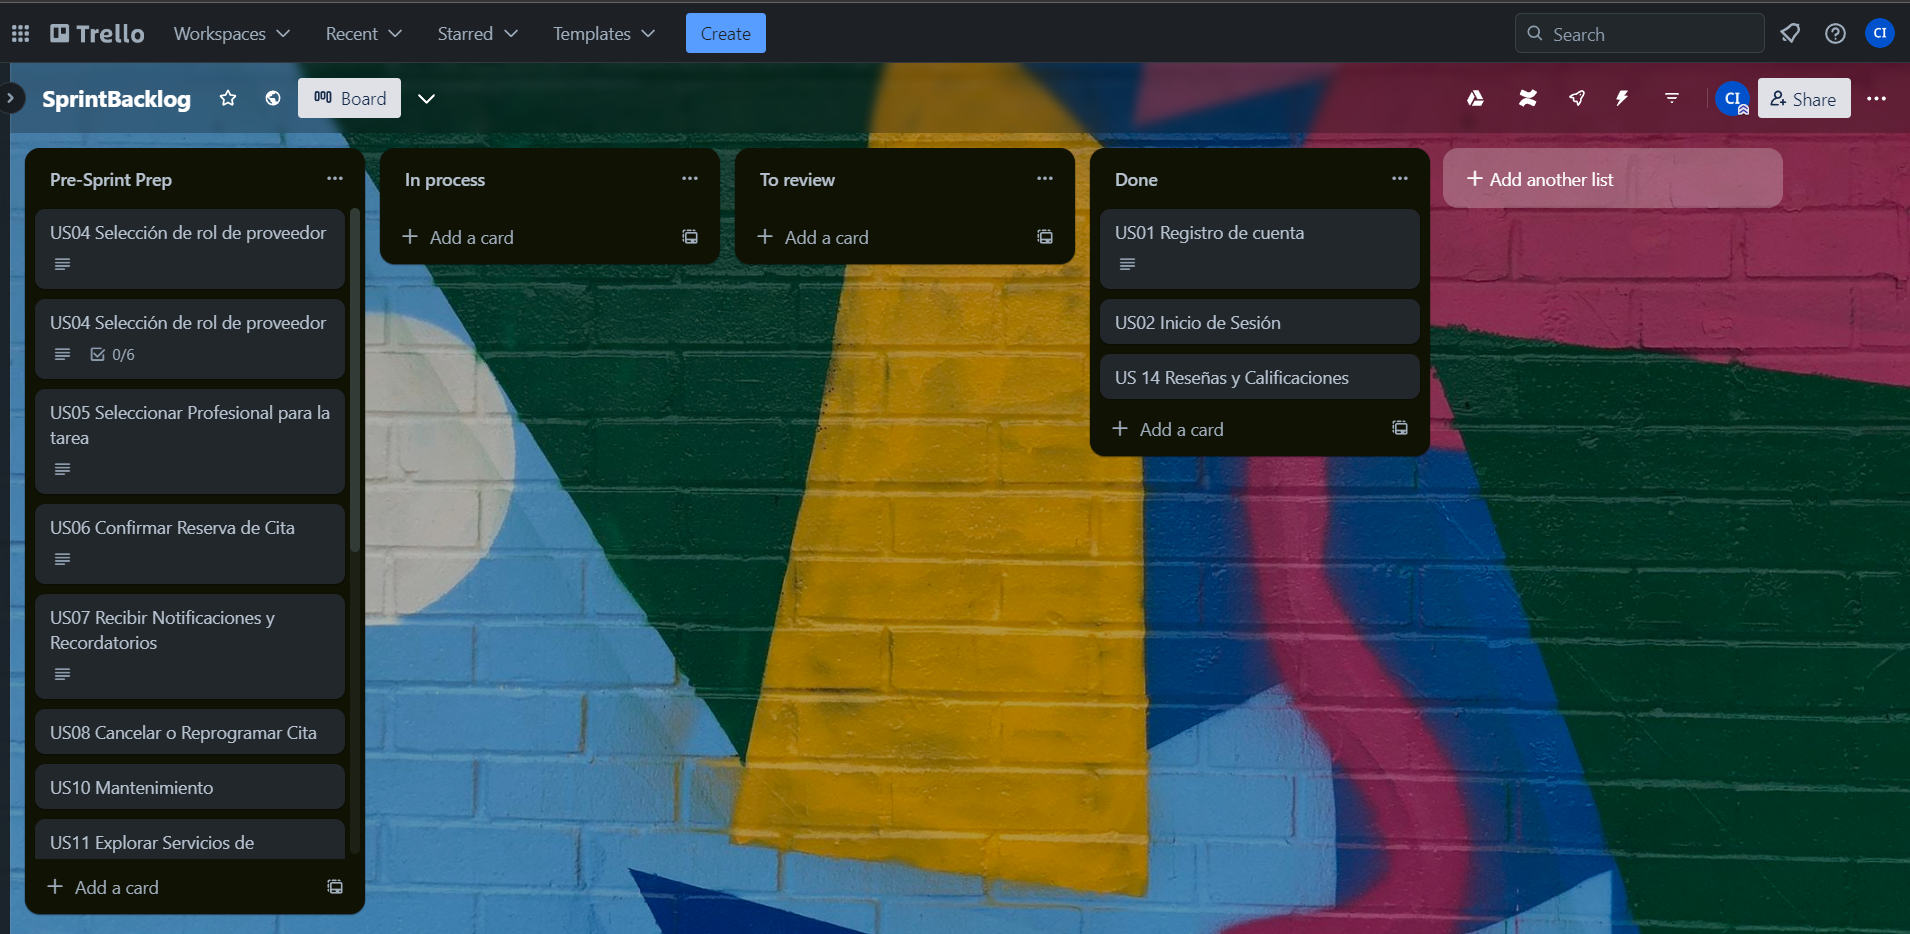 Trello
Workspaces
Recent
Starred
Templates
Create
Search
CI
SprintBacklog
Board
CI
Share
Pre-Sprint Prep
US04 Selección de rol de proveedor
US04 Selección de rol de proveedor
0/6
US05 Seleccionar Profesional para la
tarea
US06 Confirmar Reserva de Cita
US07 Recibir Notificaciones y
Recordatorios
US08 Cancelar o Reprogramar Cita
US10 Mantenimiento
US11 Explorar Servicios de
Add a card
In process
Add a card
To review
Add a card
Done
US01 Registro de cuenta
US02 Inicio de Sesión
US 14 Reseñas y Calificaciones
Add a card
Add another list